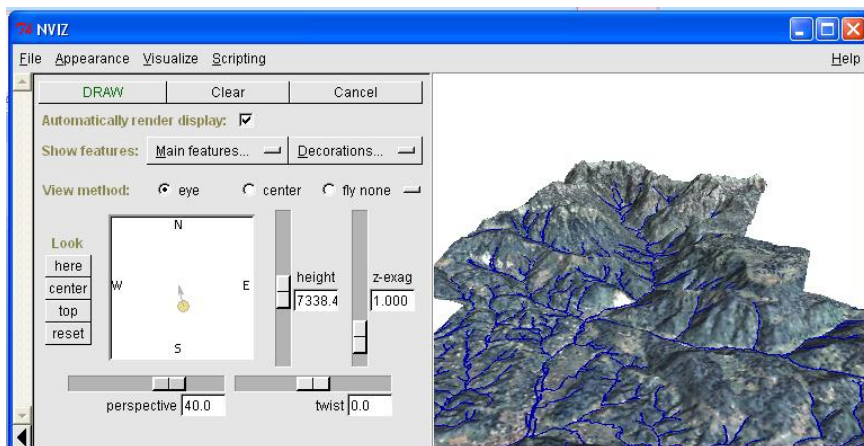 NVIZ
File Appearance Visualize Scripting Help
DRAW Clear Cancel
Automatically render display:
Show features: Main features... Decorations...
View method: eye center fly none
N
Look
here
center
top
reset
W E
S
height
7338.4
z-exag
1.000
perspective 40.0
twist 0.0